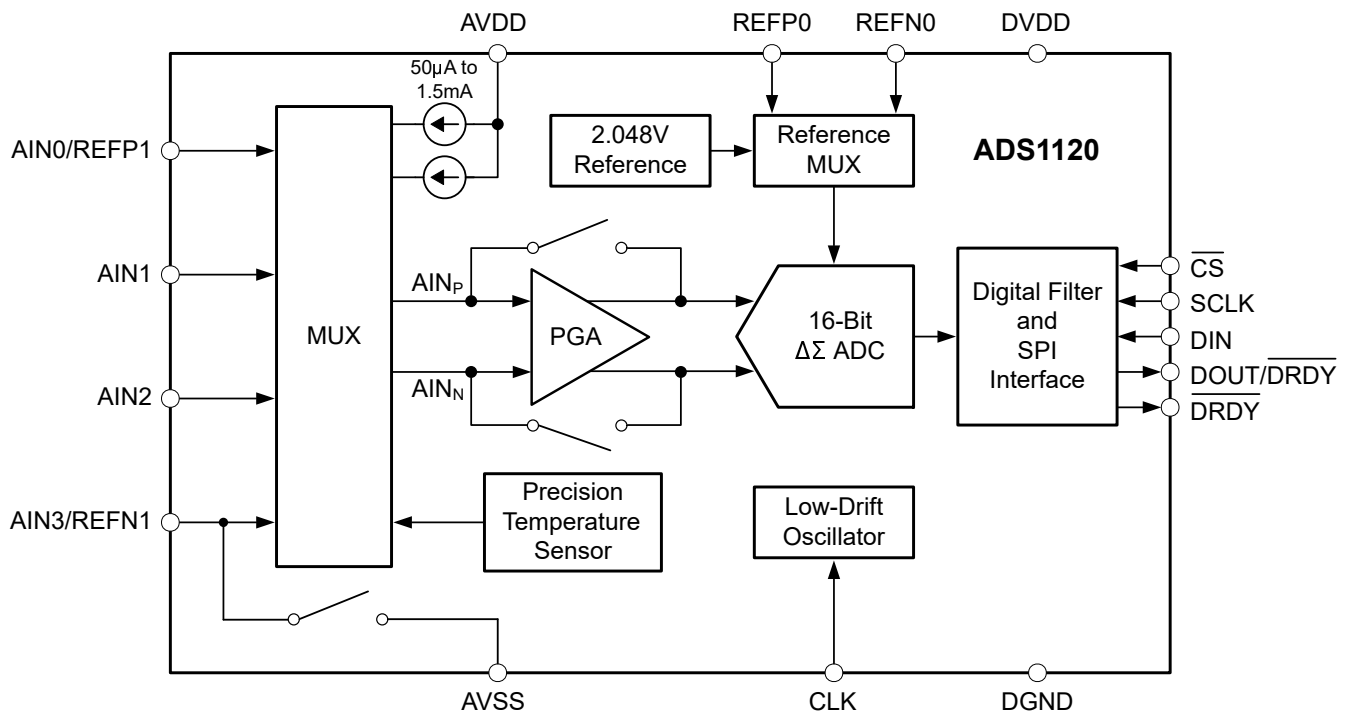 AVDD
REFP0
REFN0
DVDD
50µA to
1.5mA
AIN0/REFP1
2.048V
Reference
Reference
MUX
ADS1120
AIN1
AINP
MUX
PGA
16-Bit
ΔΣ ADC
Digital Filter
and
SPI
Interface
CS
SCLK
DIN
DOUT/DRDY
DRDY
AINN
AIN2
Precision
Temperature
Sensor
Low-Drift
Oscillator
AIN3/REFN1
AVSS
CLK
DGND